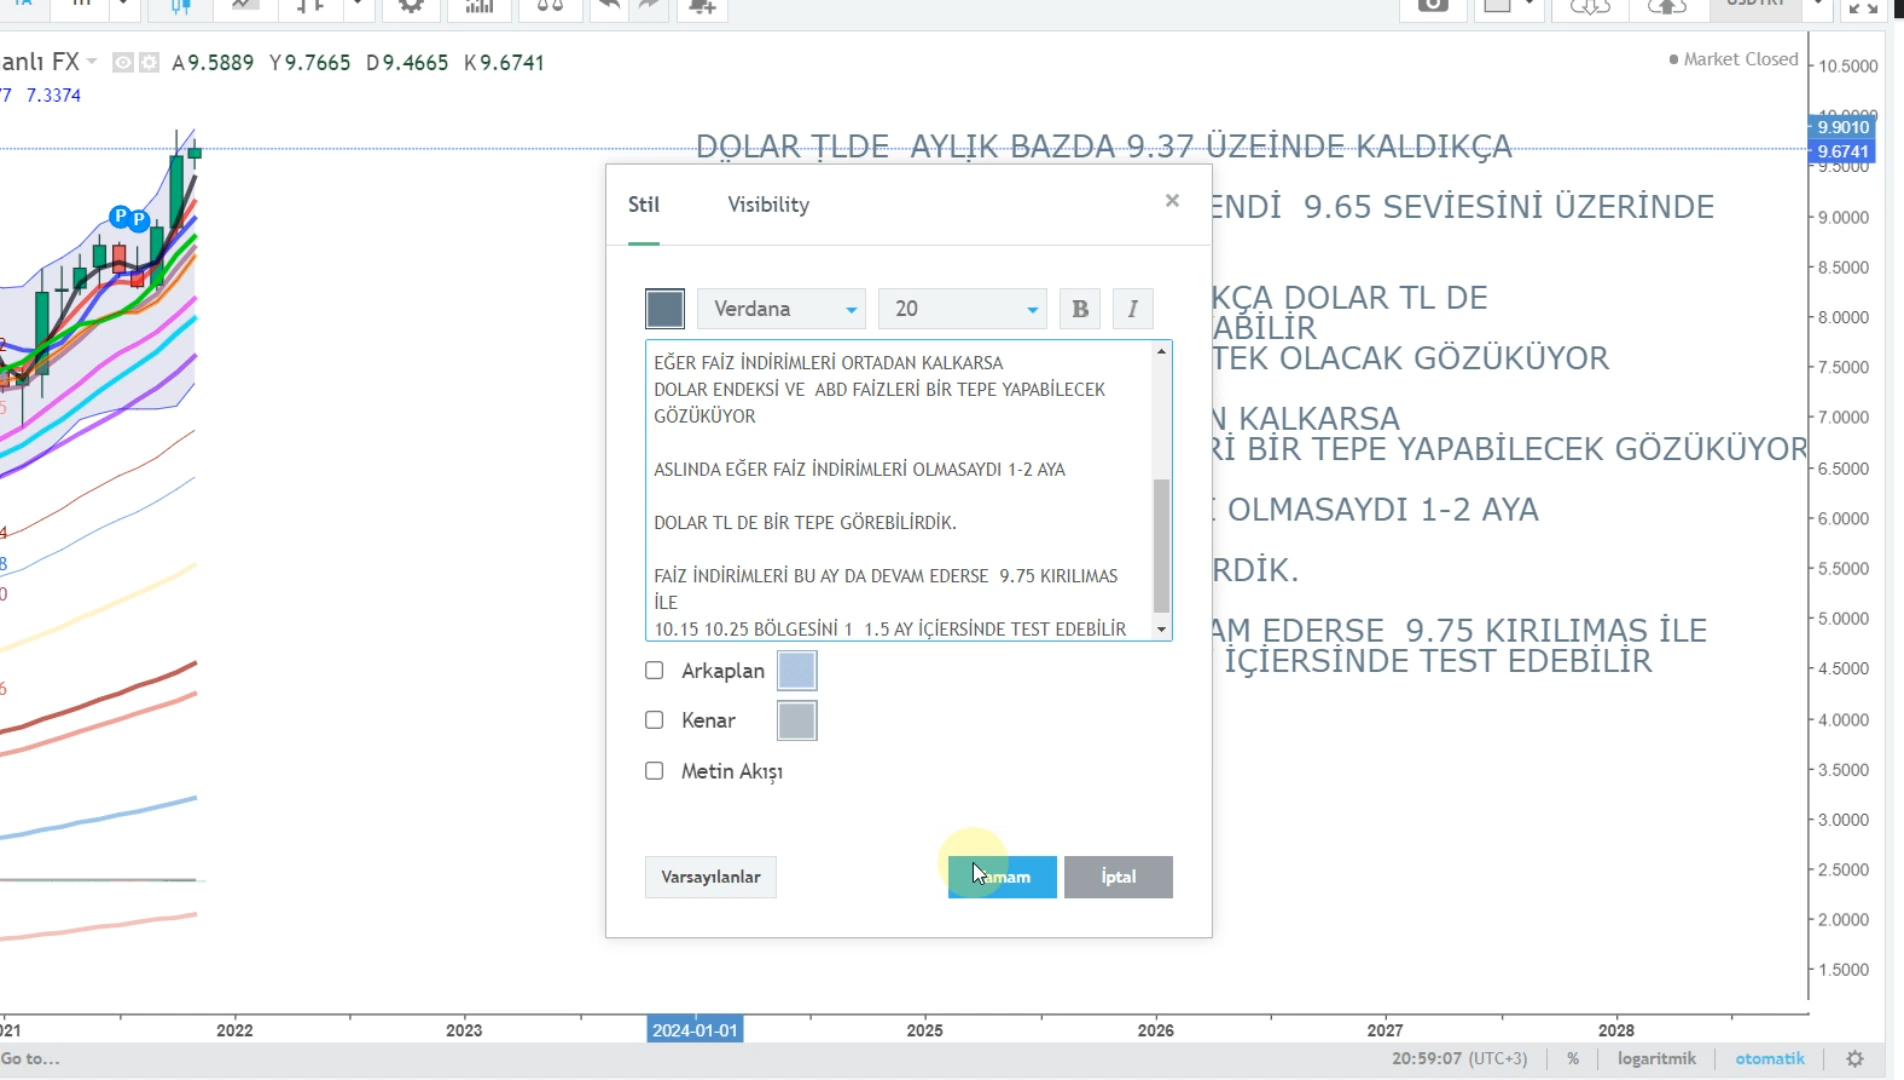 anlı FX A9.5889 Y9.7665 D9.4665 K9.6741
7.3374
Market Closed
DOLAR TLDE AYLIK BAZDA 9.37 ÜZEİNDE KALDIKÇA
ENDİ 9.65 SEVİESİNİ ÜZERİNDE
KÇA DOLAR TL DE
ABİLİR
TEK OLACAK GÖZÜKÜYOR
N KALKARSA
Rİ BİR TEPE YAPABİLECEK GÖZÜKÜYOR
OLMASAYDI 1-2 AYA
RDİK.
AM EDERSE 9.75 KIRILIMAS İLE
İÇİERSİNDE TEST EDEBİLİR
Stil Visibility ×
Verdana 20 B I
EĞER FAİZ İNDİRİMLERİ ORTADAN KALKARSA
DOLAR ENDEKSİ VE ABD FAİZLERİ BİR TEPE YAPABİLECEK
GÖZÜKÜYOR
ASLINDA EĞER FAİZ İNDİRİMLERİ OLMASAYDI 1-2 AYA
DOLAR TL DE BİR TEPE GÖREBİLİRDİK.
FAİZ İNDİRİMLERİ BU AY DA DEVAM EDERSE 9.75 KIRILIMAS
İLE
10.15 10.25 BÖLGESİNİ 1 1.5 AY İÇİERSİNDE TEST EDEBİLİR
Arkaplan
Kenar
Metin Akışı
Varsayılanlar
amam
İptal
P P
10.5000
9.9010
9.6741
9.5000
9.0000
8.5000
8.0000
7.5000
7.0000
6.5000
6.0000
5.5000
5.0000
4.5000
4.0000
3.5000
3.0000
2.5000
2.0000
1.5000
021 2022 2023 2024-01-01 2025 2026 2027 2028
Go to... 20:59:07 (UTC+3) % logaritmik otomatik